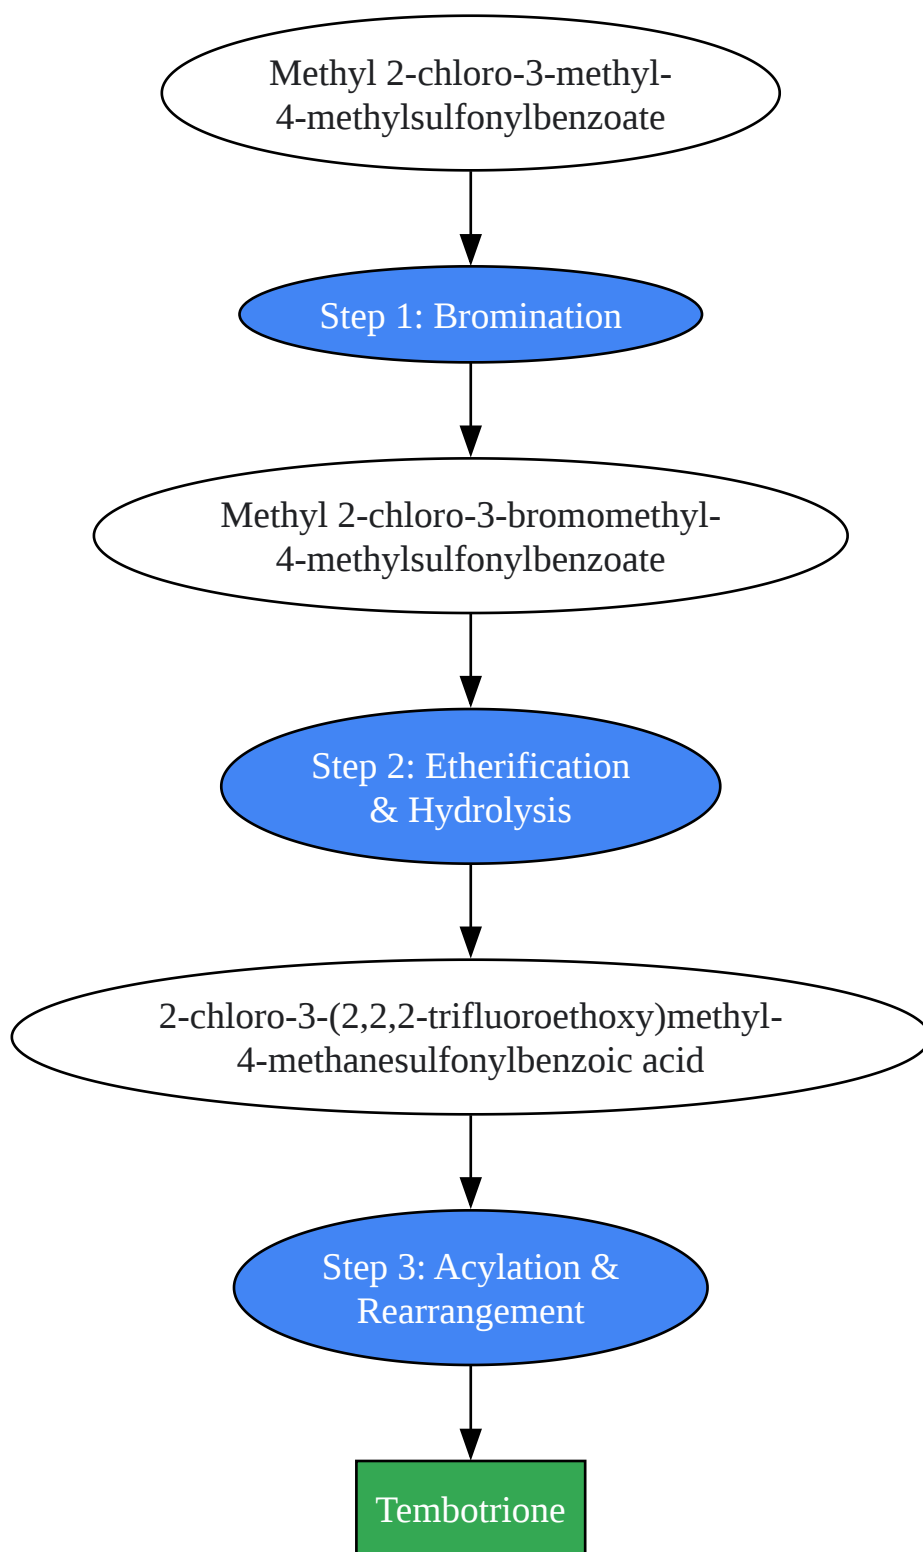 Methyl 2-chloro-3-methyl-
4-methylsulfonylbenzoate
Step 1: Bromination
Methyl 2-chloro-3-bromomethyl-
4-methylsulfonylbenzoate
Step 2: Etherification
& Hydrolysis
2-chloro-3-(2,2,2-trifluoroethoxy)methyl-
4-methanesulfonylbenzoic acid
Step 3: Acylation &
Rearrangement
Tembotrione